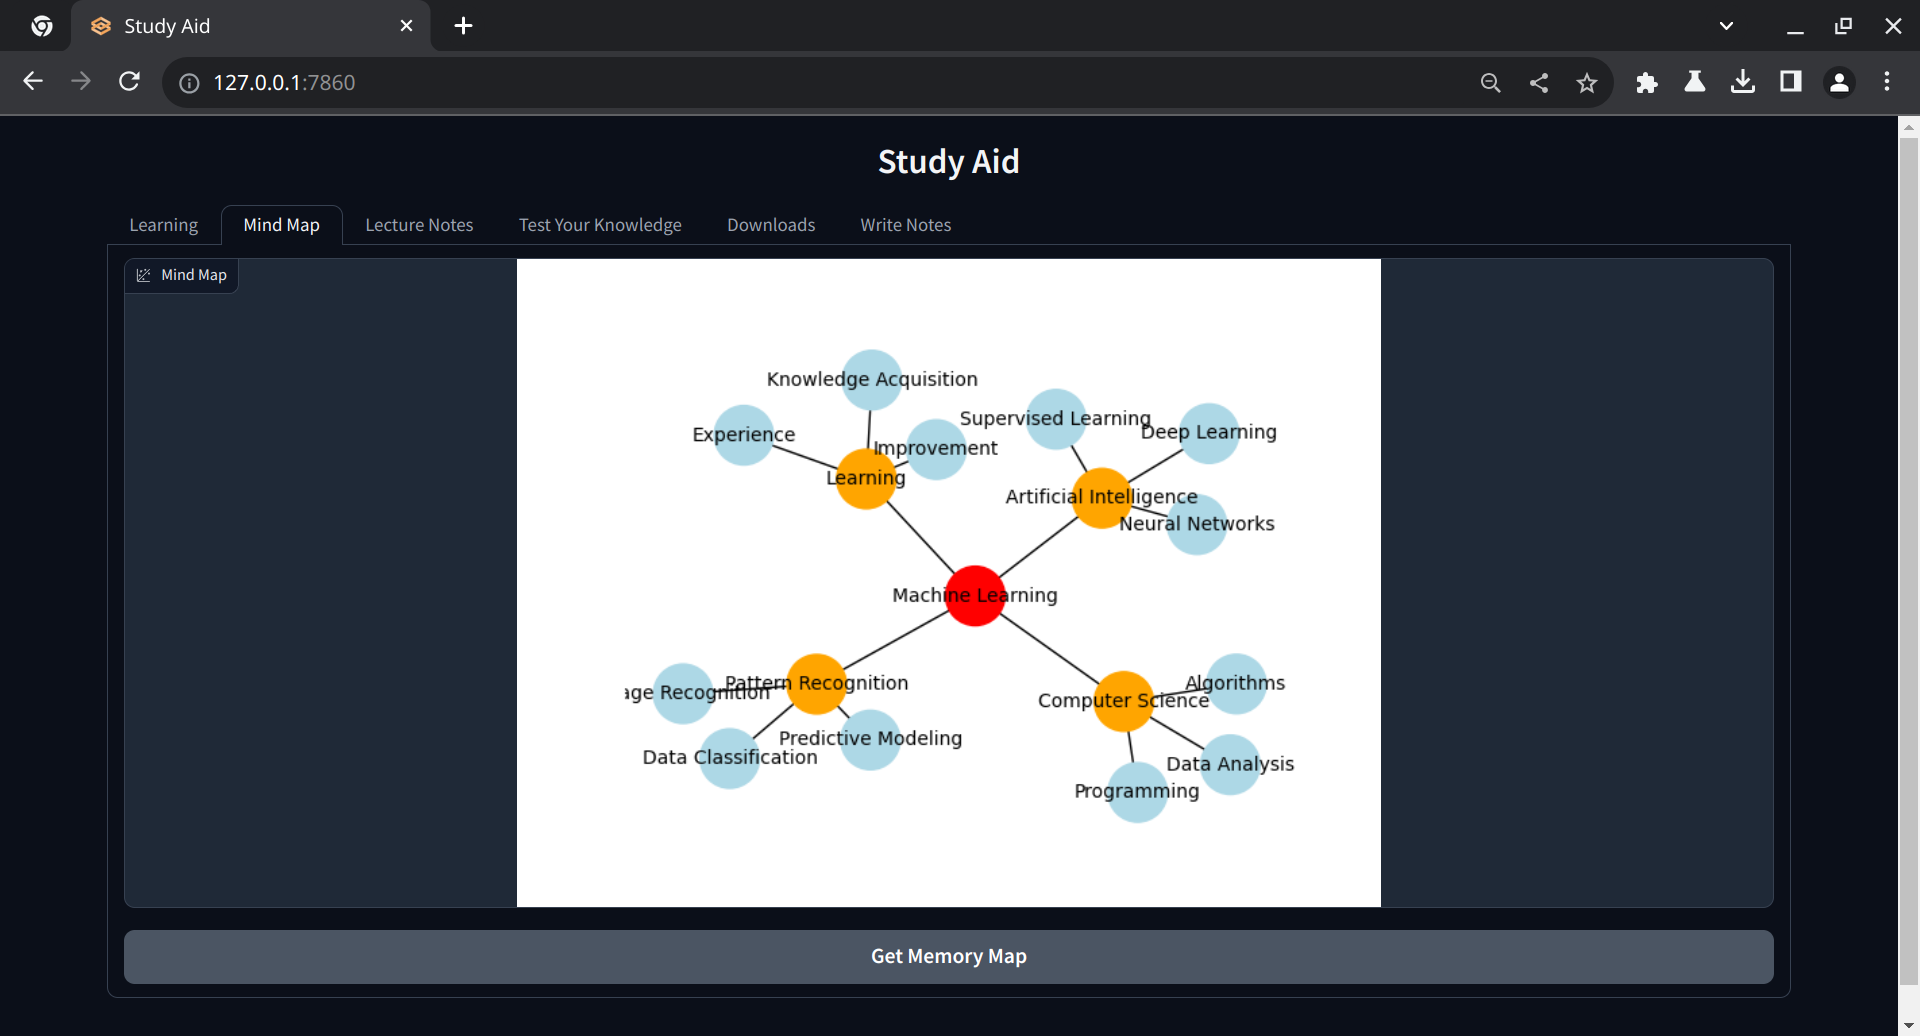 Study Aid
127.0.0.1:7860
Study Aid
Learning
Mind Map
Lecture Notes
Test Your Knowledge
Downloads
Write Notes
Mind Map
Knowledge Acquisition
Supervised Learning
Deep Learning
Experience
Improvement
Learning
Artificial Intelligence
Neural Networks
Machine Learning
Pattern Recognition
age Recognition
Algorithms
Computer Science
Predictive Modeling
Data Classification
Data Analysis
Programming
Get Memory Map